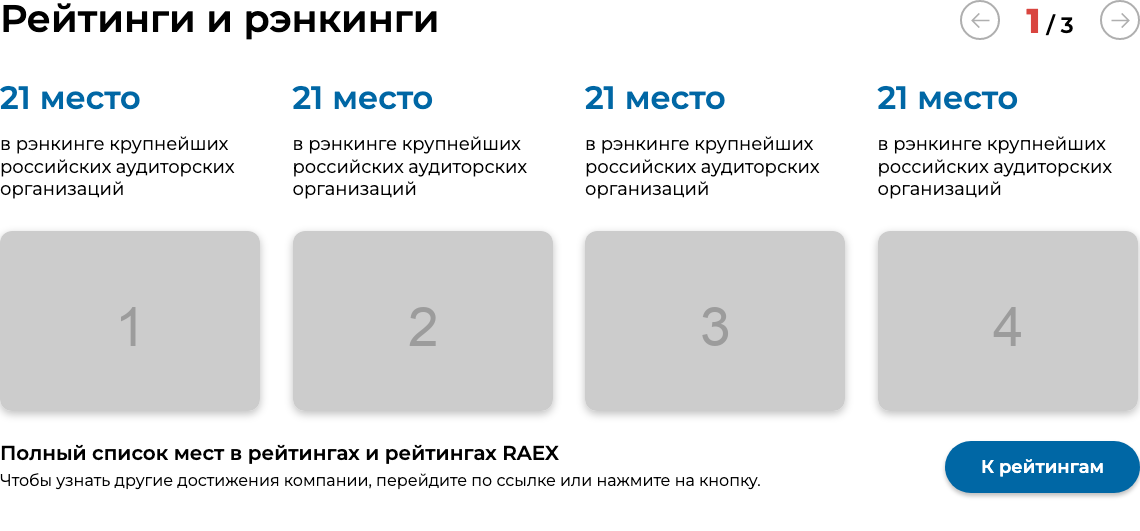 Рейтинги и рэнкинги
1 / 3
21 место
в рэнкинге крупнейших
российских аудиторских
организаций
21 место
в рэнкинге крупнейших
российских аудиторских
организаций
21 место
в рэнкинге крупнейших
российских аудиторских
организаций
21 место
в рэнкинге крупнейших
российских аудиторских
организаций
1
2
3
4
Полный список мест в рейтингах и рейтингах RAEX
Чтобы узнать другие достижения компании, перейдите по ссылке или нажмите на кнопку.
К рейтингам